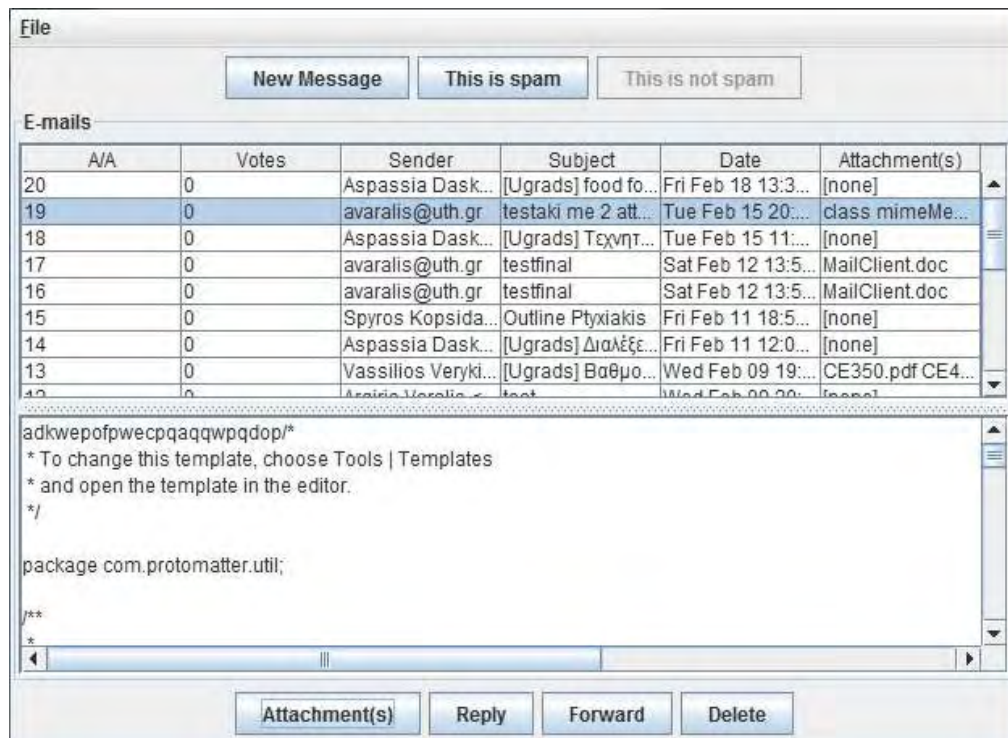 File
New Message This is spam This is not spam
E-mails
A/A Votes Sender Subject Date Attachment(s)
20 0 Aspassia Dask... [Ugrads] food fo... Fri Feb 18 13:3... [none]
19 0 avaralis@uth.gr testaki me 2 att... Tue Feb 15 20:... class mimeMe...
18 0 Aspassia Dask... [Ugrads] Τεχνητ... Tue Feb 15 11:... [none]
17 0 avaralis@uth.gr testfinal Sat Feb 12 13:5... MailClient.doc
16 0 avaralis@uth.gr testfinal Sat Feb 12 13:5... MailClient.doc
15 0 Spyros Kopsida... Outline Ptyxiakis Fri Feb 11 18:5... [none]
14 0 Aspassia Dask... [Ugrads] Διαλέξε... Fri Feb 11 12:0... [none]
13 0 Vassilios Veryki... [Ugrads] Βαθμο... Wed Feb 09 19:... CE350.pdf CE4...
adkwepofpwecpqaqqwpqdop/*
* To change this template, choose Tools | Templates
* and open the template in the editor.
*/
package com.protomatter.util;
/**
*
Attachment(s) Reply Forward Delete